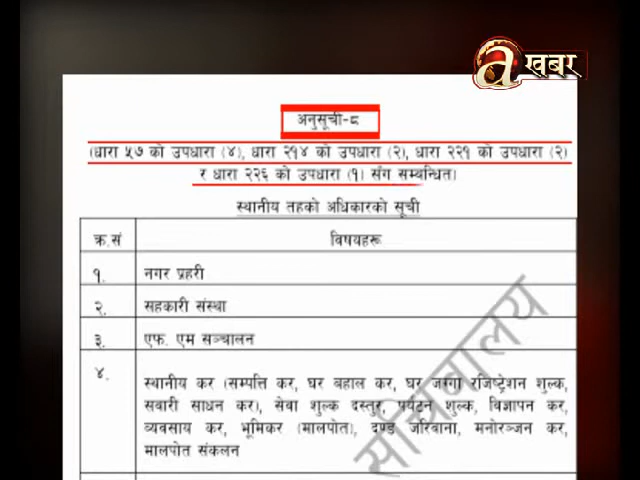 a खबर
अनुसूची-८
(धारा ५७ को उपधारा (४), धारा २१४ को उपधारा (२), धारा २२१ को उपधारा (२)
र धारा २२६ को उपधारा (१) सँग सम्बन्धित)
स्थानीय तहको अधिकारको सूची
क्र.सं विषयहरू
१. नगर प्रहरी
२. सहकारी संस्था
३. एफ. एम सञ्चालन
४. स्थानीय कर (सम्पत्ति कर, घर बहाल कर, घर जग्गा रजिष्ट्रेशन शुल्क,
सवारी साधन कर), सेवा शुल्क दस्तुर, पर्यटन शुल्क, विज्ञापन कर,
व्यवसाय कर, भूमिकर (मालपोत), दण्ड जरिवाना, मनोरञ्जन कर,
मालपोत संकलन
सचिवालय